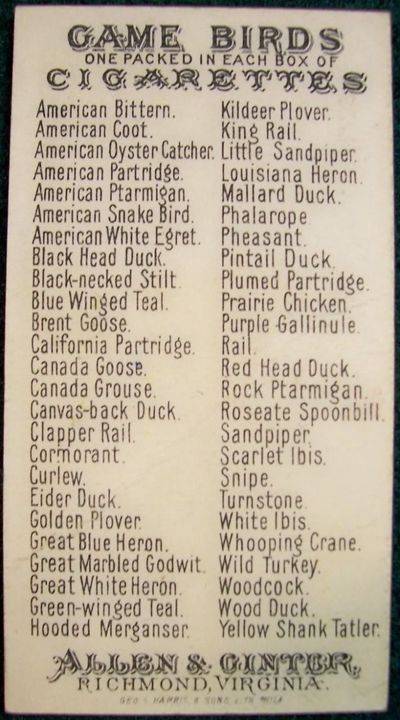 GAME BIRDS
ONE PACKED IN EACH BOX OF
CIGARETTES
American Bittern.
American Coot.
American Oyster Catcher.
American Partridge.
American Ptarmigan.
American Snake Bird.
American White Egret.
Black Head Duck.
Black-necked Stilt.
Blue Winged Teal.
Brent Goose.
California Partridge.
Canada Goose.
Canada Grouse.
Canvas-back Duck.
Clapper Rail.
Cormorant.
Curlew.
Eider Duck.
Golden Plover.
Great Blue Heron.
Great Marbled Godwit.
Great White Heron.
Green-winged Teal.
Hooded Merganser.
Kildeer Plover.
King Rail.
Little Sandpiper.
Louisiana Heron.
Mallard Duck.
Phalarope.
Pheasant.
Pintail Duck.
Plumed Partridge.
Prairie Chicken.
Purple Gallinule.
Rail.
Red Head Duck.
Rock Ptarmigan.
Roseate Spoonbill.
Sandpiper.
Scarlet Ibis.
Snipe.
Turnstone.
White Ibis.
Whooping Crane.
Wild Turkey.
Woodcock.
Wood Duck.
Yellow Shank Tatler.
ALLEN & GINTER,
RICHMOND, VIRGINIA.
GEO S. HARRIS & SONS LITH. PHILA